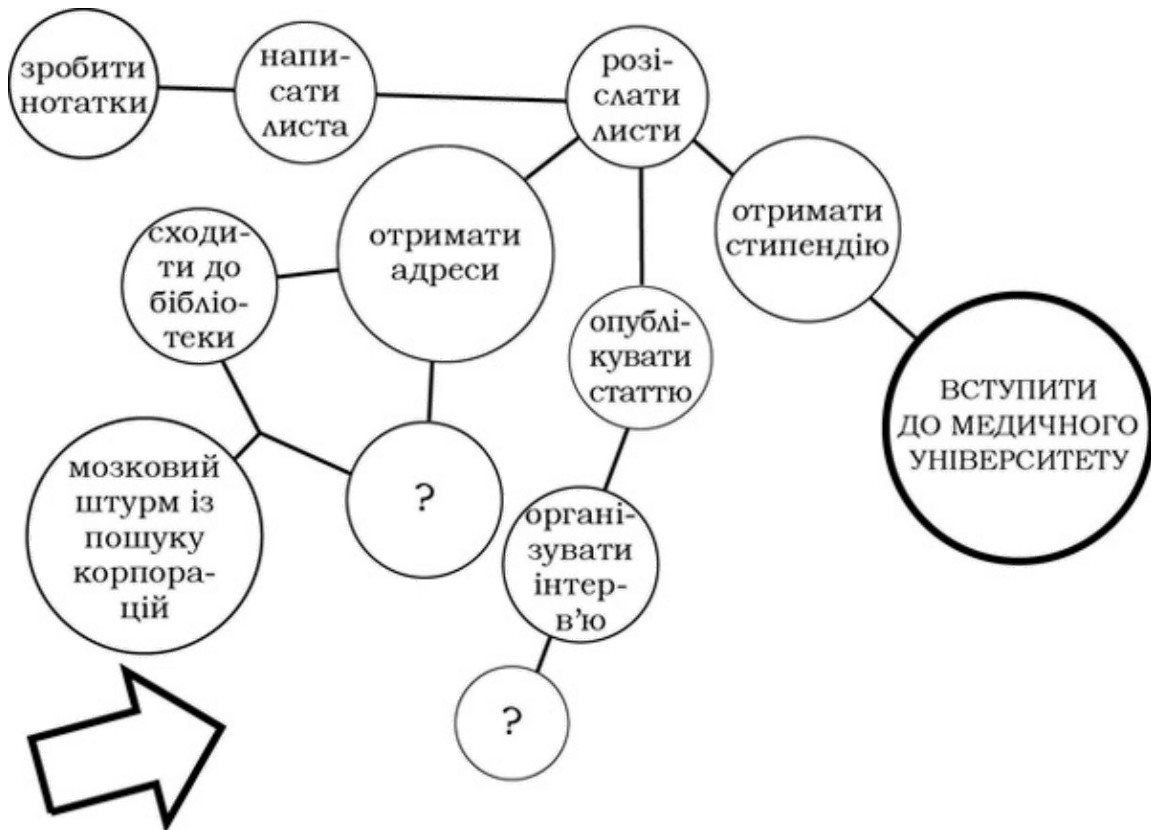 зробити
нотатки
напи-
сати
листа
розі-
слати
листи
отримати
адреси
отримати
стипендію
сходи-
ти до
бібліо-
теки
опублі-
кувати
статтю
ВСТУПИТИ
ДО МЕДИЧНОГО
УНІВЕРСИТЕТУ
мозковий
штурм із
пошуку
корпора-
цій
?
органі-
зувати
інтер-
в’ю
?